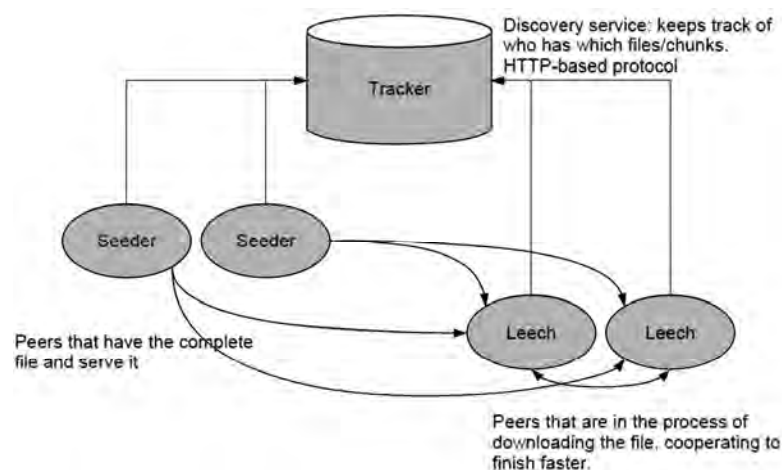 Discovery service: keeps track of
who has which files/chunks.
HTTP-based protocol
Tracker
Seeder
Seeder
Leech
Leech
Peers that have the complete
file and serve it
Peers that are in the process of
downloading the file, cooperating to
finish faster.